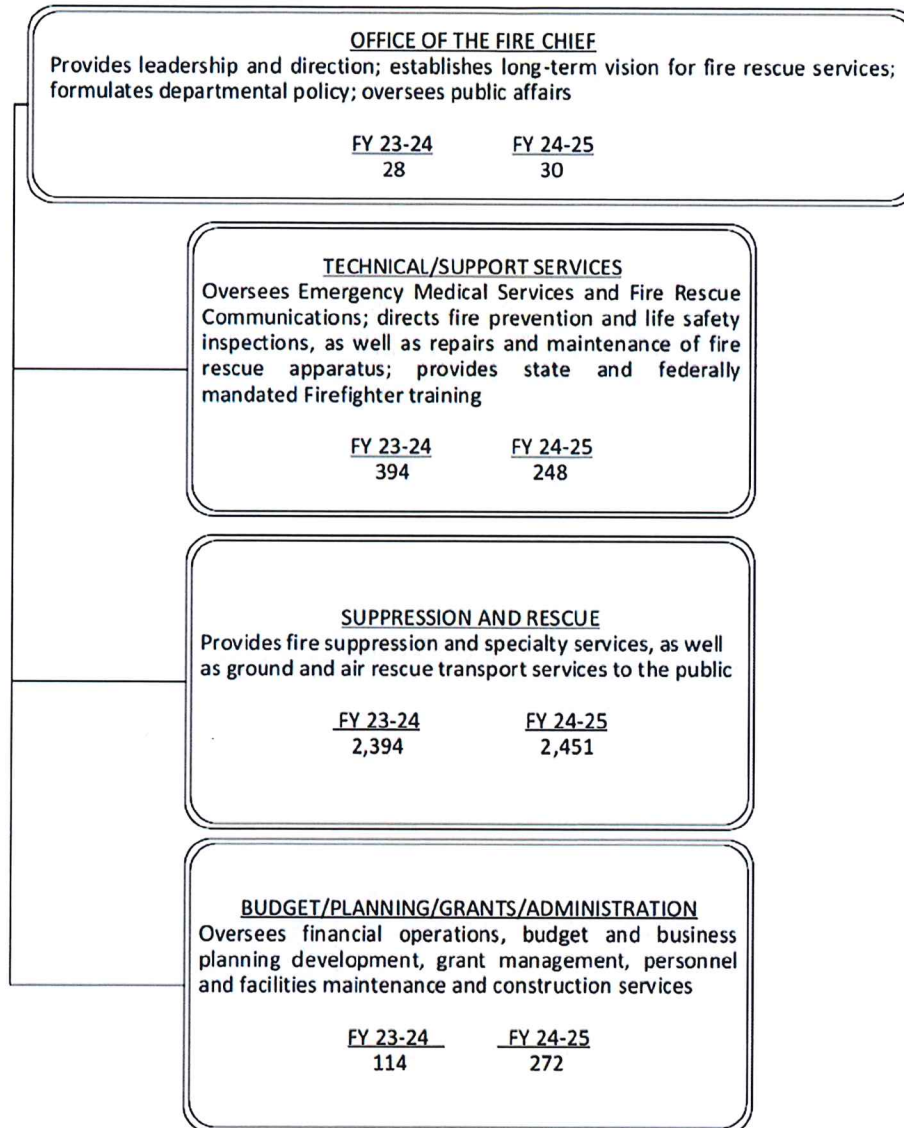 OFFICE OF THE FIRE CHIEF
Provides leadership and direction; establishes long-term vision for fire rescue services;
formulates departmental policy; oversees public affairs
FY 23-24 FY 24-25
28 30
TECHNICAL/SUPPORT SERVICES
Oversees Emergency Medical Services and Fire Rescue
Communications; directs fire prevention and life safety
inspections, as well as repairs and maintenance of fire
rescue apparatus; provides state and federally
mandated Firefighter training
FY 23-24 FY 24-25
394 248
SUPPRESSION AND RESCUE
Provides fire suppression and specialty services, as well
as ground and air rescue transport services to the public
FY 23-24 FY 24-25
2,394 2,451
BUDGET/PLANNING/GRANTS/ADMINISTRATION
Oversees financial operations, budget and business
planning development, grant management, personnel
and facilities maintenance and construction services
FY 23-24 FY 24-25
114 272